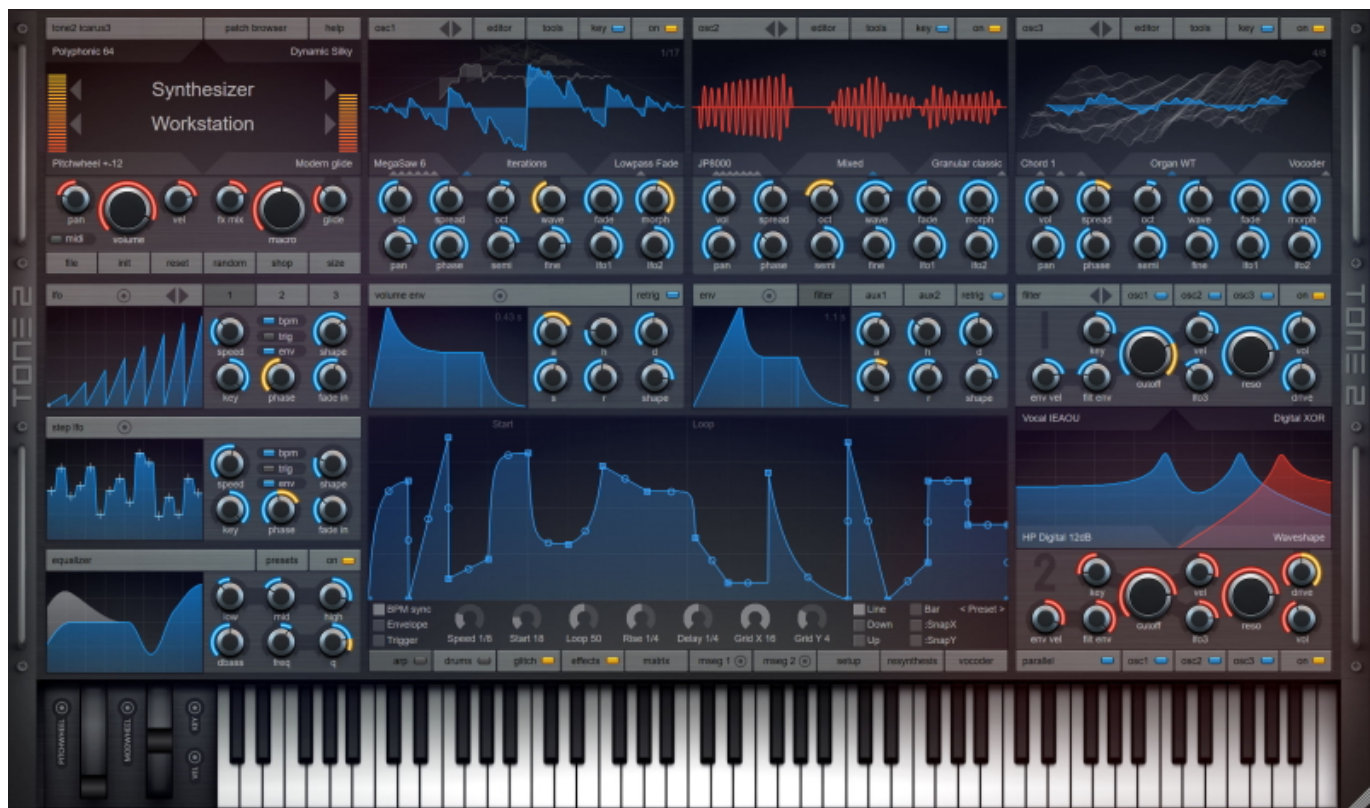 tone2 Icarus3 patch browser help
Polyphonic 64 Dynamic Silky
Synthesizer
Workstation
Pitchwheel +-12 Modern glide
pan volume vel fx mix macro glide
midi
file init reset random shop size
osc1 editor tools key on
1/17
MegaSaw 6 Iterations Lowpass Fade
vol spread oct wave fade morph
pan phase semi fine lfo1 lfo2
osc2 editor tools key on
JP8000 Mixed Granular classic
vol spread oct wave fade morph
pan phase semi fine lfo1 lfo2
osc3 editor tools key on
4/8
Chord 1 Organ WT Vocoder
vol spread oct wave fade morph
pan phase semi fine lfo1 lfo2
lfo 1 2 3
speed bpm trig env shape
key phase fade in
volume env retrig
0.43 s
a h d
s r shape
env filter aux1 aux2 retrig
1.1 s
a h d
s r shape
filter osc1 osc2 osc3 on
1
key cutoff vel reso vol
env vel filt env lfo3 drive
Vocal IEAOU Digital XOR
HP Digital 12dB Waveshape
2
key cutoff vel reso drive
env vel filt env lfo3 vol
parallel osc1 osc2 osc3 on
step lfo
speed bpm trig env shape
key phase fade in
equalizer presets on
low mid high
dbass freq q
Start Loop
BPM sync
Envelope
Trigger
Speed 1/6 Start 18 Loop 50 Rise 1/4 Delay 1/4 Grid X 16 Grid Y 4
Line Bar < Preset >
Down :SnapX
Up :SnapY
arp drums glitch effects matrix mseg 1 mseg 2 setup resynthesis vocoder
PITCHWHEEL MODWHEEL KEY VEL
TONE2
TONE2